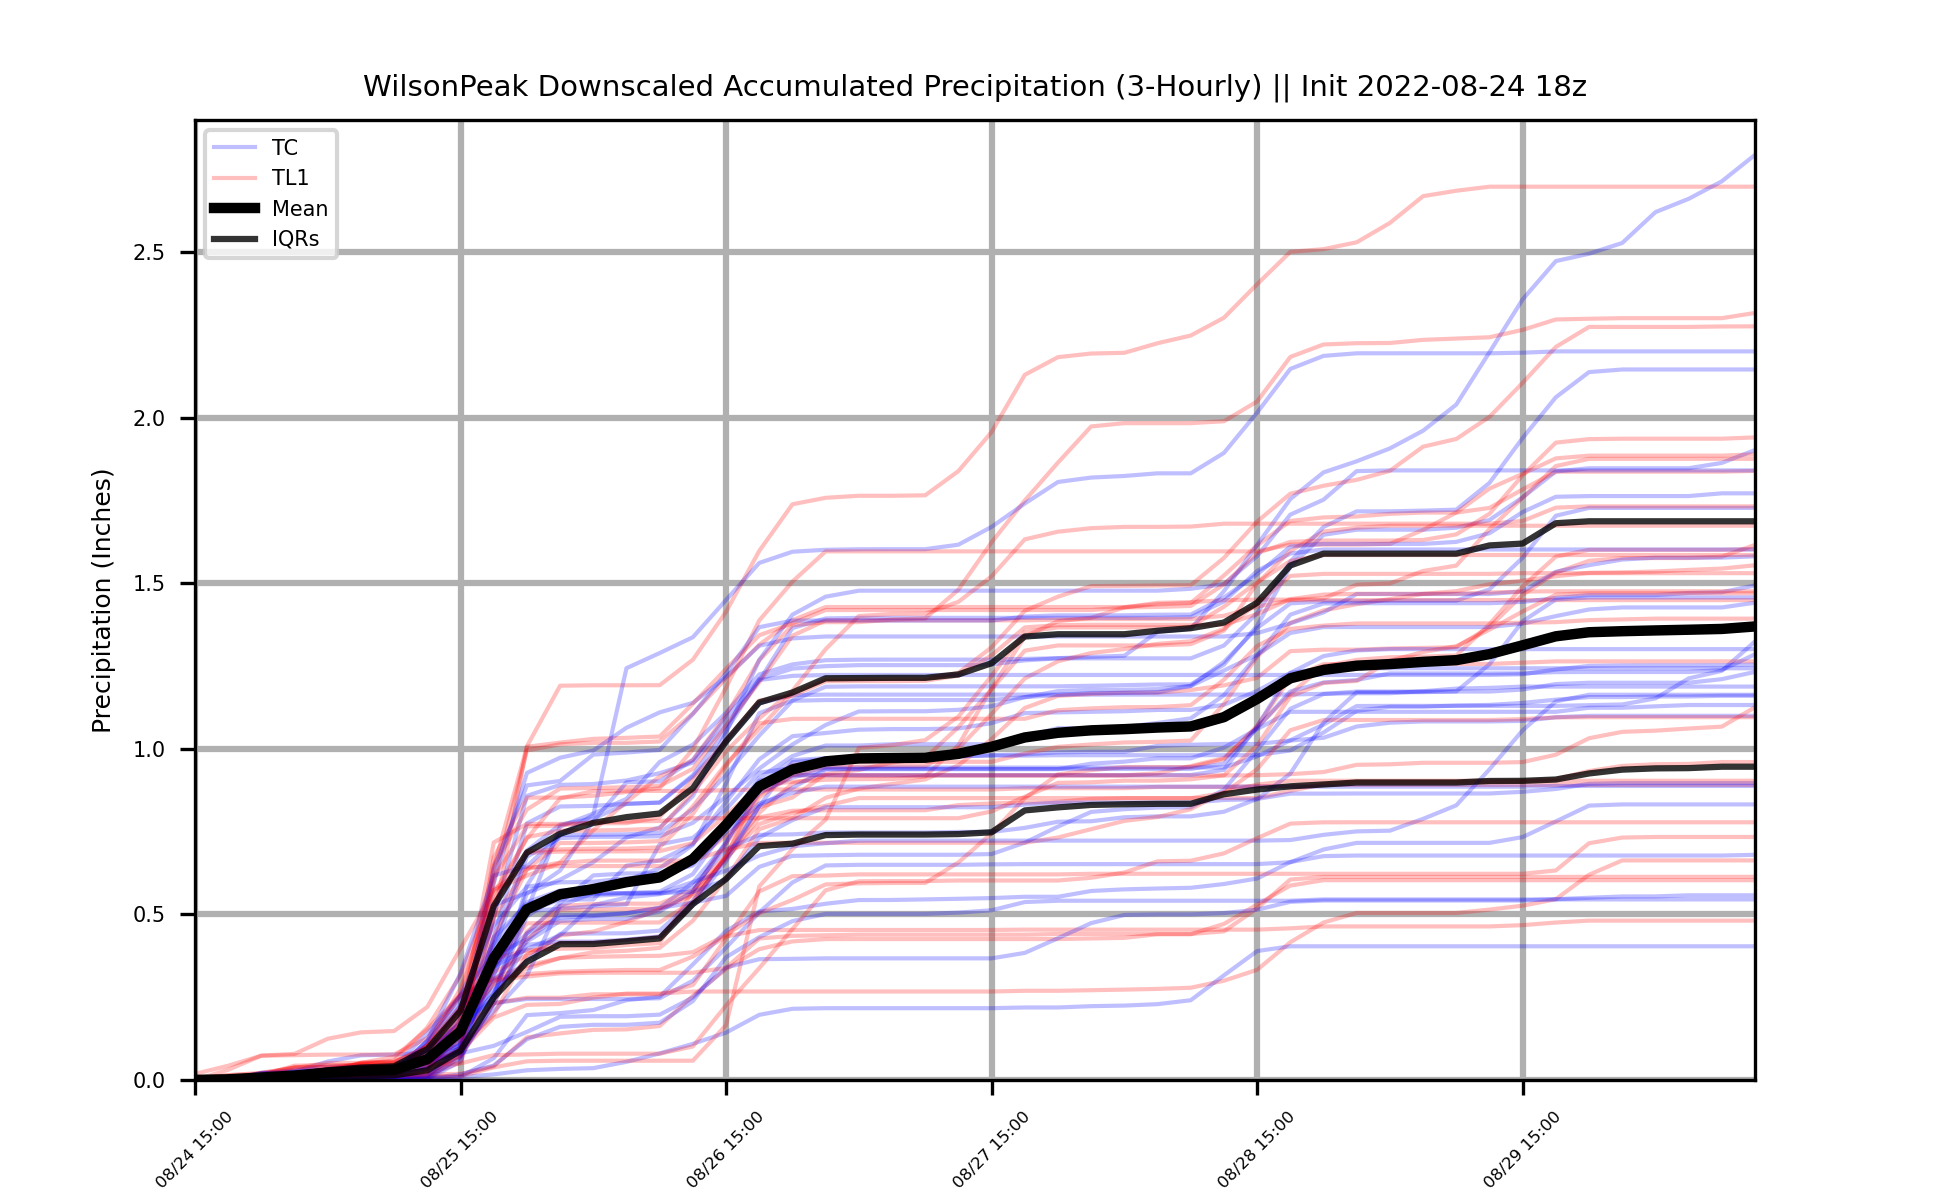 WilsonPeak Downscaled Accumulated Precipitation (3-Hourly) || Init 2022-08-24 18z
TC
TL1
Mean
IQRs
Precipitation (Inches)
2.5
2.0
1.5
1.0
0.5
0.0
08/24 15:00
08/25 15:00
08/26 15:00
08/27 15:00
08/28 15:00
08/29 15:00